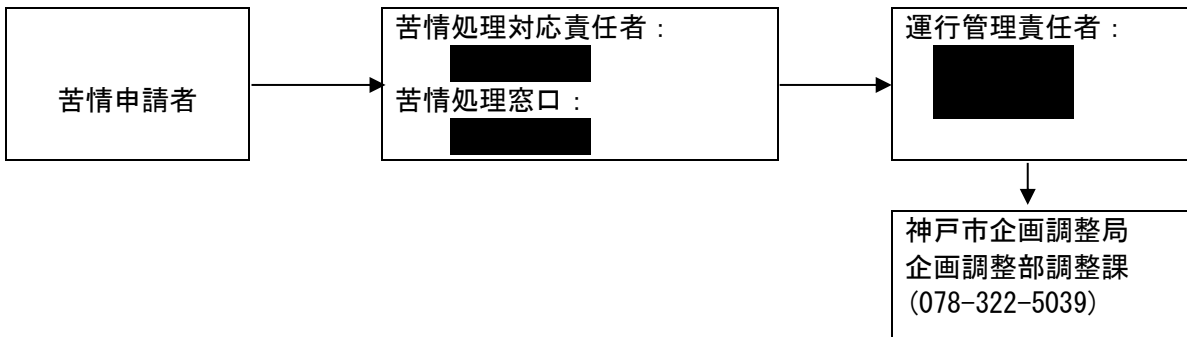 苦情申請者
苦情処理対応責任者：
苦情処理窓口：
運行管理責任者：
神戸市企画調整局
企画調整部調整課
(078-322-5039)